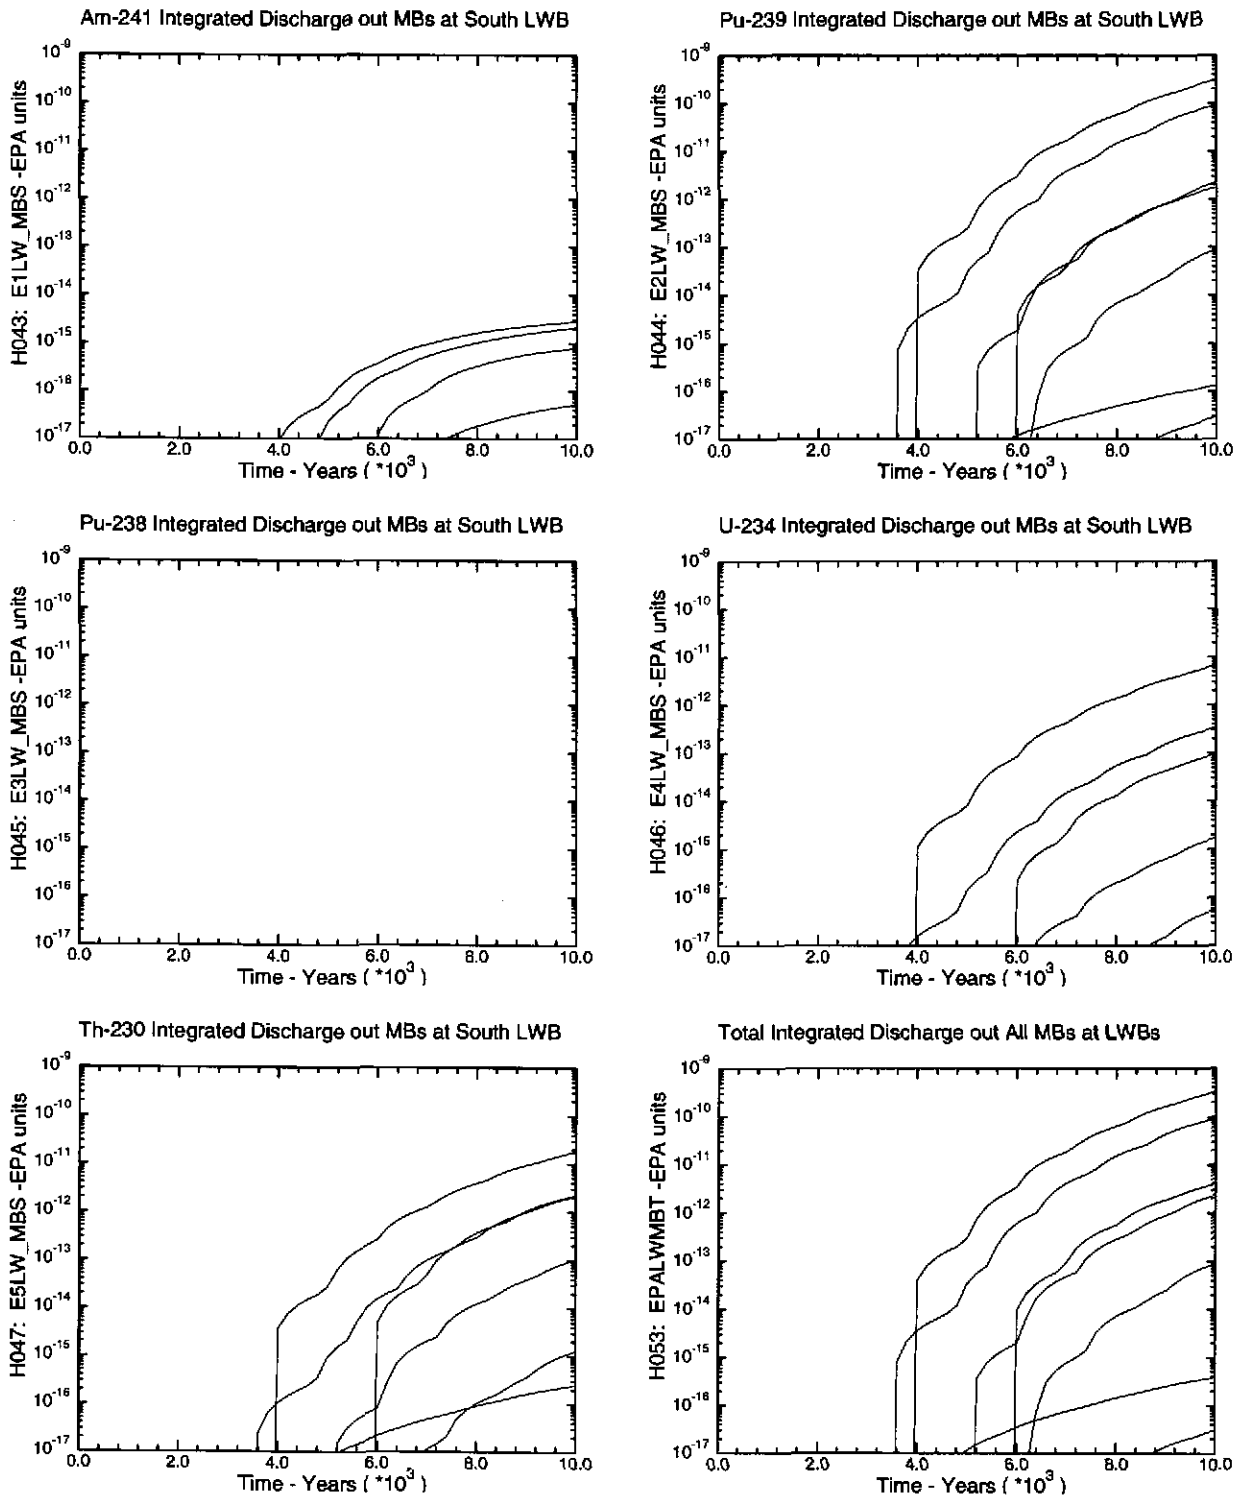 Am-241 Integrated Discharge out MBs at South LWB
H043: E1LW_MBS -EPA units
10-9
10-10
10-11
10-12
10-13
10-14
10-15
10-16
10-17
0.0 2.0 4.0 6.0 8.0 10.0
Time - Years ( *10³ )
Pu-239 Integrated Discharge out MBs at South LWB
H044: E2LW_MBS -EPA units
10-9
10-10
10-11
10-12
10-13
10-14
10-15
10-16
10-17
0.0 2.0 4.0 6.0 8.0 10.0
Time - Years ( *10³ )
Pu-238 Integrated Discharge out MBs at South LWB
H045: E3LW_MBS -EPA units
10-9
10-10
10-11
10-12
10-13
10-14
10-15
10-16
10-17
0.0 2.0 4.0 6.0 8.0 10.0
Time - Years ( *10³ )
U-234 Integrated Discharge out MBs at South LWB
H046: E4LW_MBS -EPA units
10-9
10-10
10-11
10-12
10-13
10-14
10-15
10-16
10-17
0.0 2.0 4.0 6.0 8.0 10.0
Time - Years ( *10³ )
Th-230 Integrated Discharge out MBs at South LWB
H047: E5LW_MBS -EPA units
10-9
10-10
10-11
10-12
10-13
10-14
10-15
10-16
10-17
0.0 2.0 4.0 6.0 8.0 10.0
Time - Years ( *10³ )
Total Integrated Discharge out All MBs at LWBs
H053: EPALWMBT -EPA units
10-9
10-10
10-11
10-12
10-13
10-14
10-15
10-16
10-17
0.0 2.0 4.0 6.0 8.0 10.0
Time - Years ( *10³ )